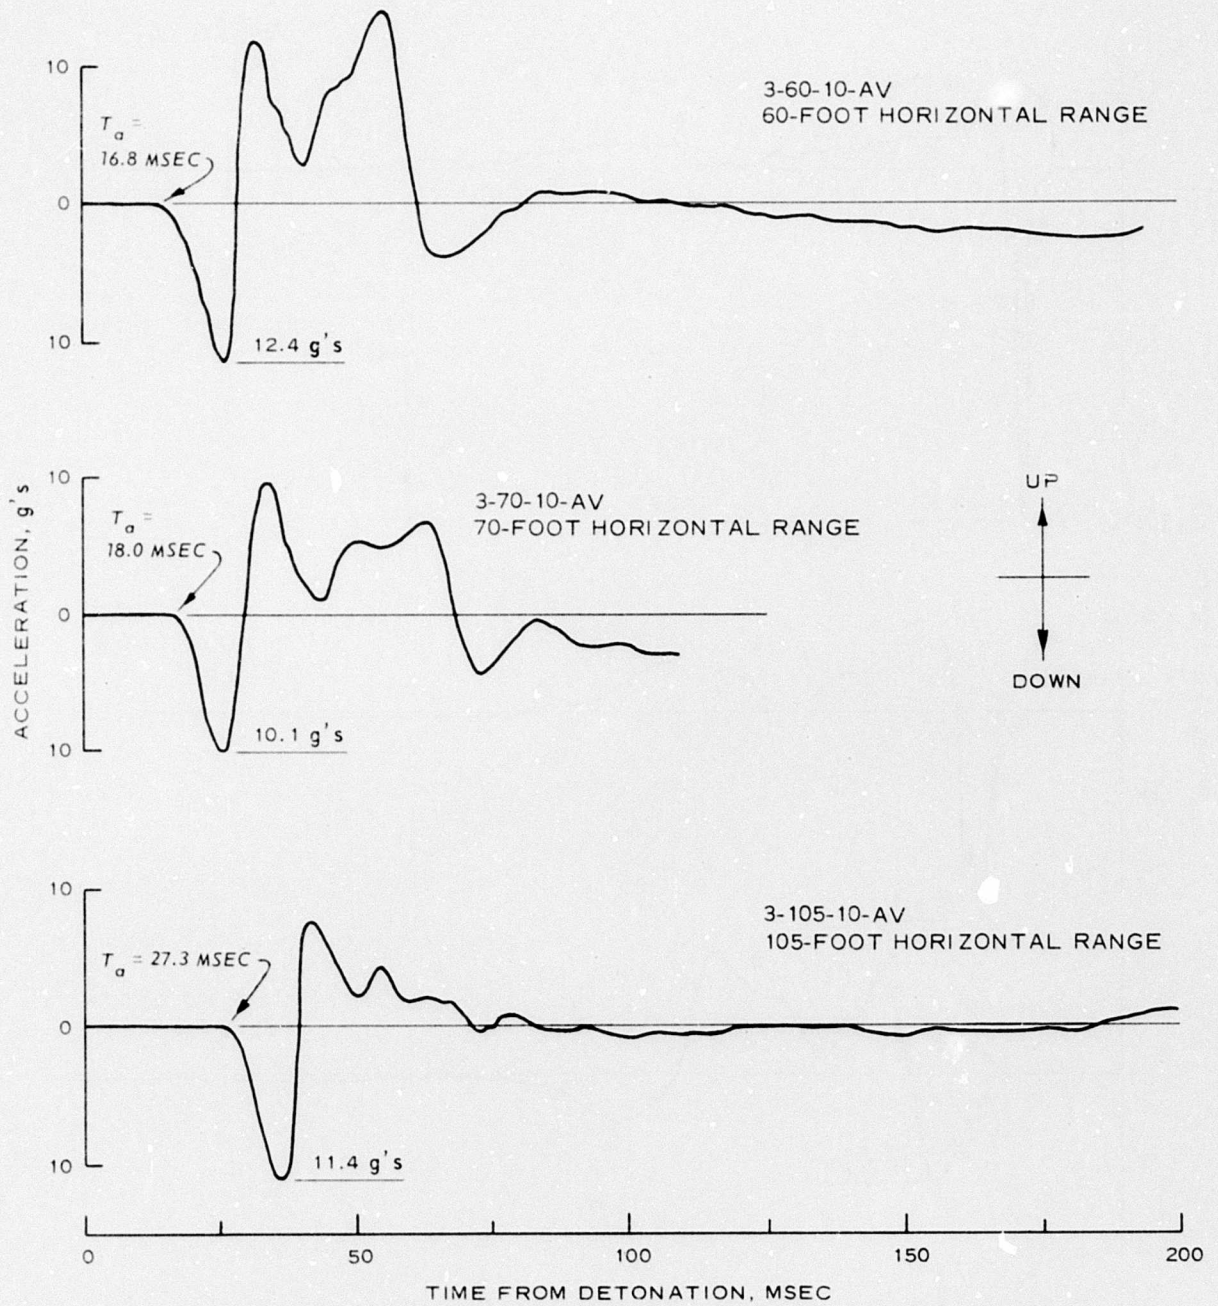 10
3-60-10-AV
60-FOOT HORIZONTAL RANGE
Ta =
16.8 MSEC
0
10
12.4 g's
10
3-70-10-AV
70-FOOT HORIZONTAL RANGE
UP
Ta =
18.0 MSEC
ACCELERATION, g's
0
DOWN
10
10.1 g's
10
3-105-10-AV
105-FOOT HORIZONTAL RANGE
Ta = 27.3 MSEC
0
10
11.4 g's
0 50 100 150 200
TIME FROM DETONATION, MSEC